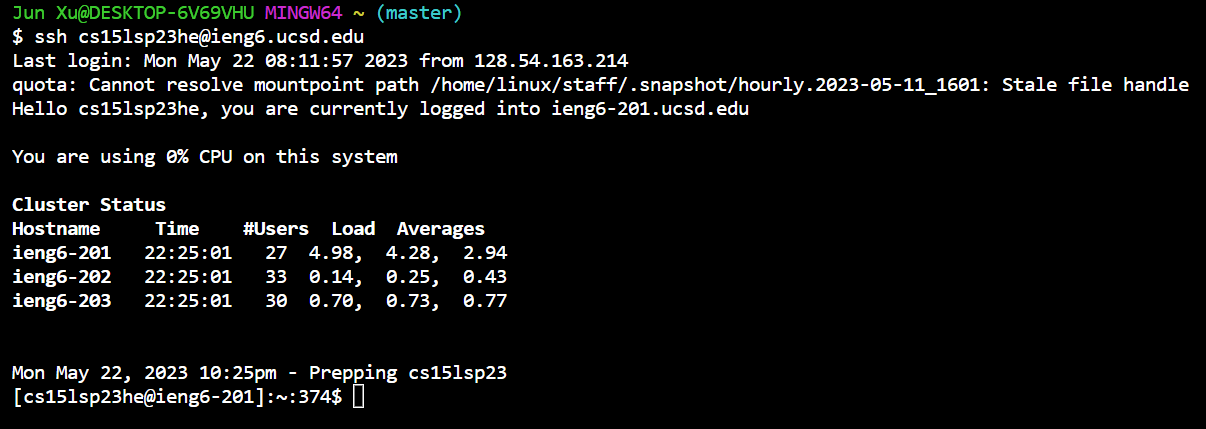 Jun Xu@DESKTOP-6V69VHU MINGW64 ~ (master)
$ ssh cs15lsp23he@ieng6.ucsd.edu
Last login: Mon May 22 08:11:57 2023 from 128.54.163.214
quota: Cannot resolve mountpoint path /home/linux/staff/.snapshot/hourly.2023-05-11_1601: Stale file handle
Hello cs15lsp23he, you are currently logged into ieng6-201.ucsd.edu

You are using 0% CPU on this system

Cluster Status
Hostname     Time    #Users  Load  Averages
ieng6-201   22:25:01   27  4.98,  4.28,  2.94
ieng6-202   22:25:01   33  0.14,  0.25,  0.43
ieng6-203   22:25:01   30  0.70,  0.73,  0.77

Mon May 22, 2023 10:25pm - Prepping cs15lsp23
[cs15lsp23he@ieng6-201]:~:374$